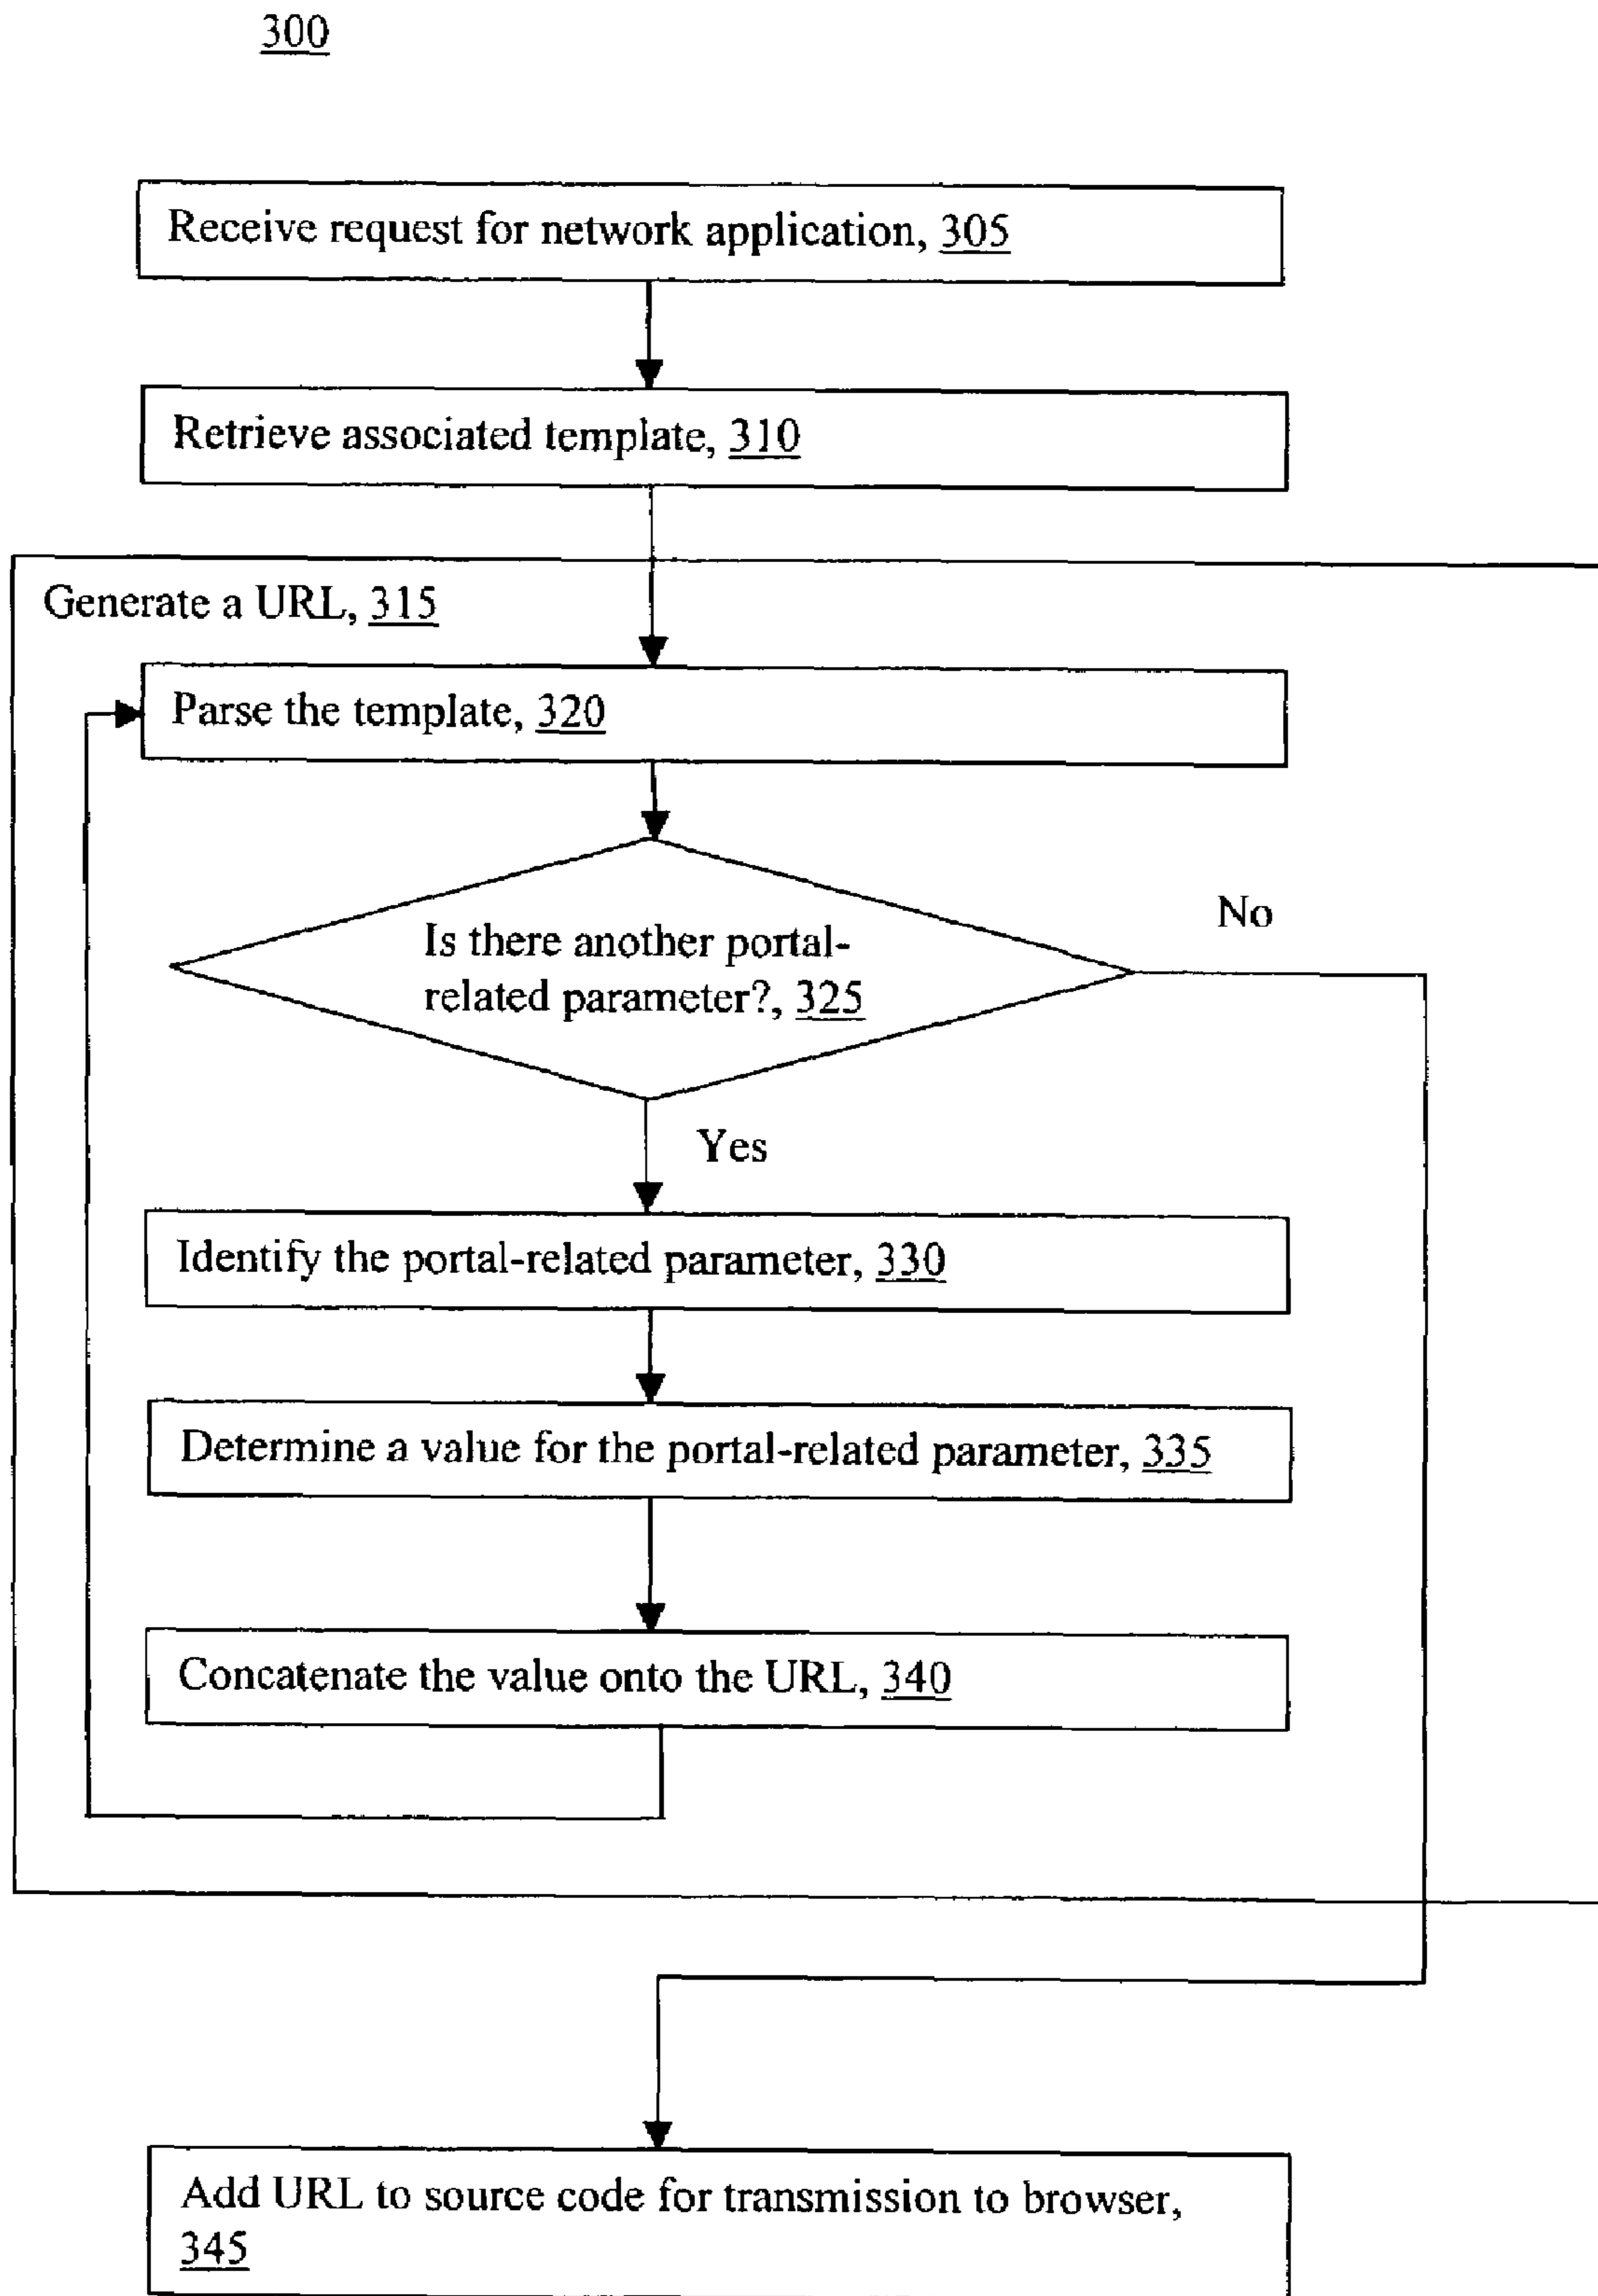 300
Receive request for network application, 305
Retrieve associated template, 310
Generate a URL, 315
Parse the template, 320
Is there another portal-
related parameter?, 325
No
Yes
Identify the portal-related parameter, 330
Determine a value for the portal-related parameter, 335
Concatenate the value onto the URL, 340
Add URL to source code for transmission to browser,
345